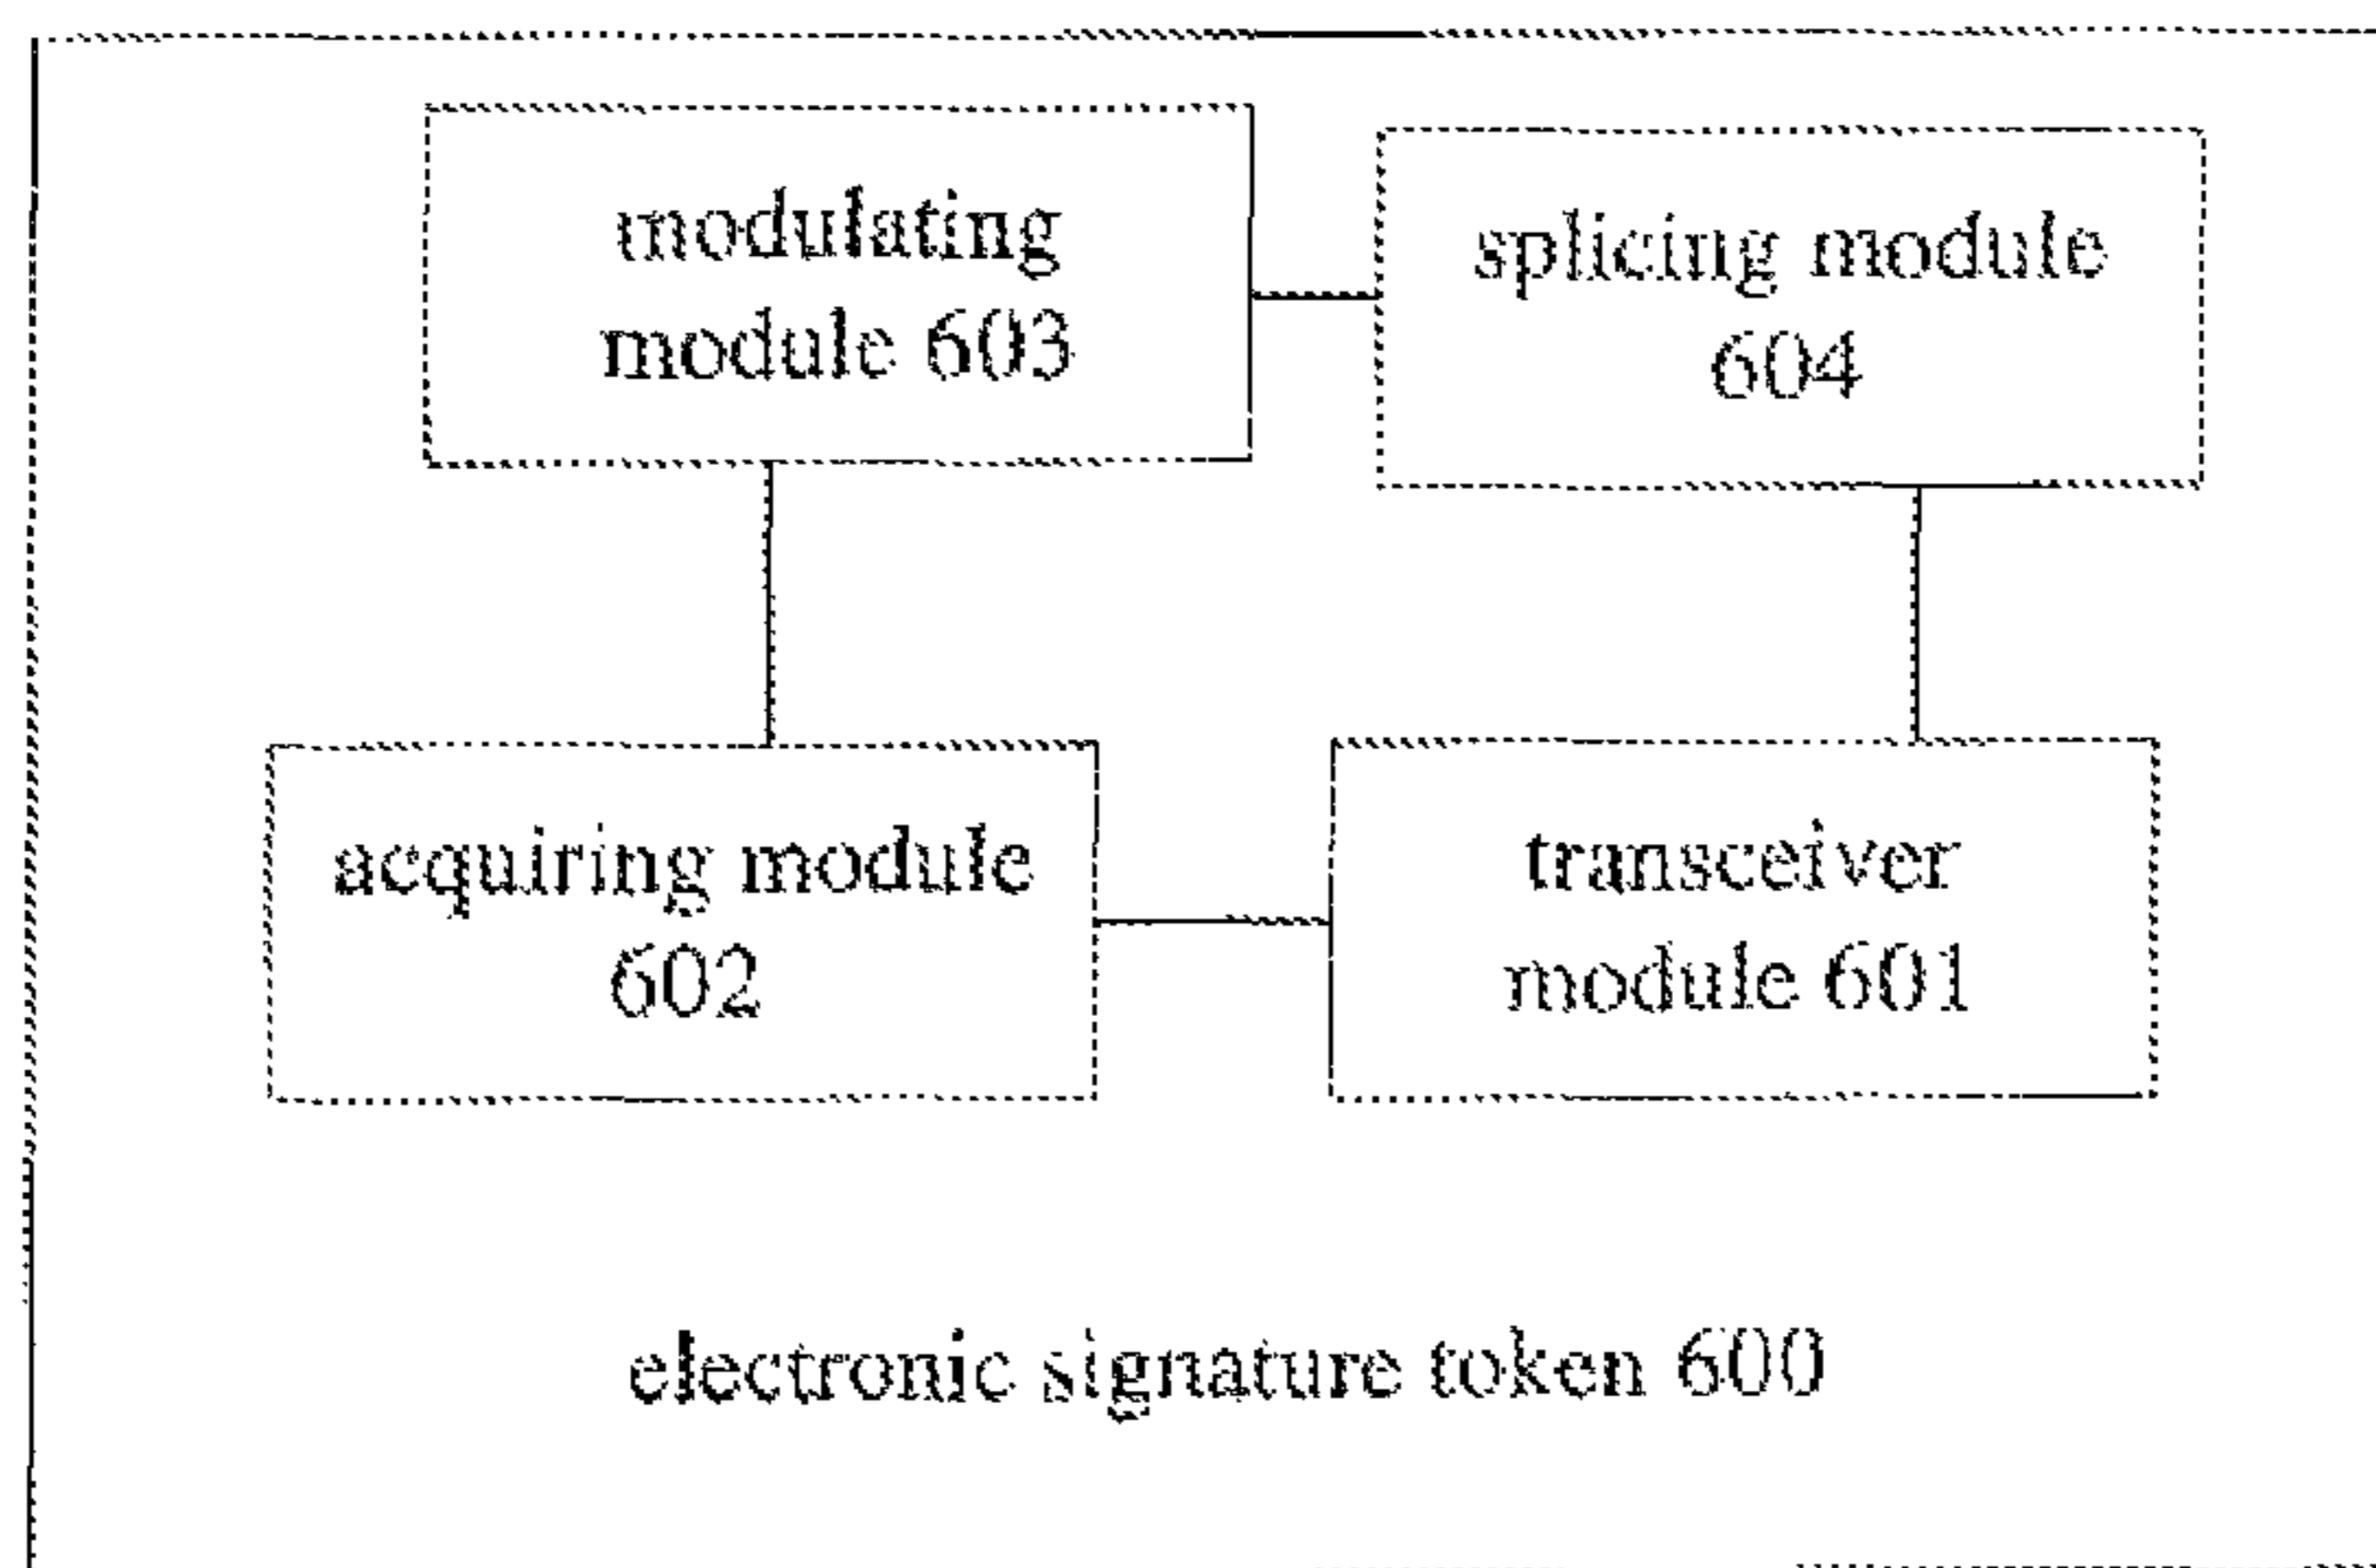 modulating
module 603
splicing module
604
acquiring module
602
transceiver
module 601
electronic signature token 600